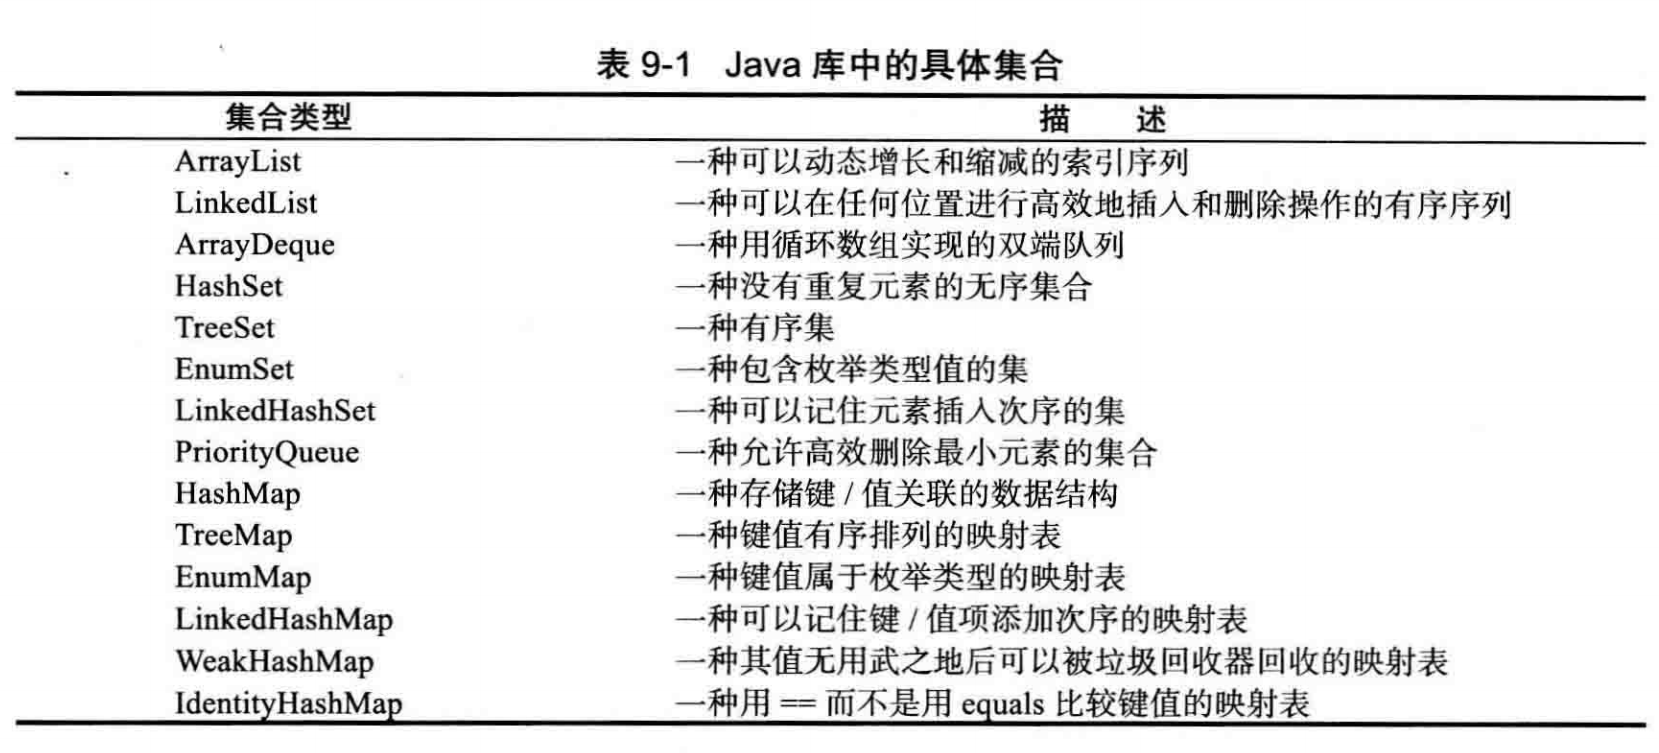 表 9-1 Java 库中的具体集合
集合类型 描 述
ArrayList 一种可以动态增长和缩减的索引序列
LinkedList 一种可以在任何位置进行高效地插入和删除操作的有序序列
ArrayDeque 一种用循环数组实现的双端队列
HashSet 一种没有重复元素的无序集合
TreeSet 一种有序集
EnumSet 一种包含枚举类型值的集
LinkedHashSet 一种可以记住元素插入次序的集
PriorityQueue 一种允许高效删除最小元素的集合
HashMap 一种存储键 / 值关联的数据结构
TreeMap 一种键值有序排列的映射表
EnumMap 一种键值属于枚举类型的映射表
LinkedHashMap 一种可以记住键 / 值项添加次序的映射表
WeakHashMap 一种其值无用武之地后可以被垃圾回收器回收的映射表
IdentityHashMap 一种用 == 而不是用 equals 比较键值的映射表